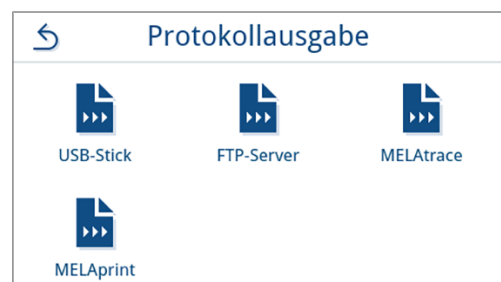 Protokollausgabe
USB-Stick
FTP-Server
MELAtrace
MELAprint